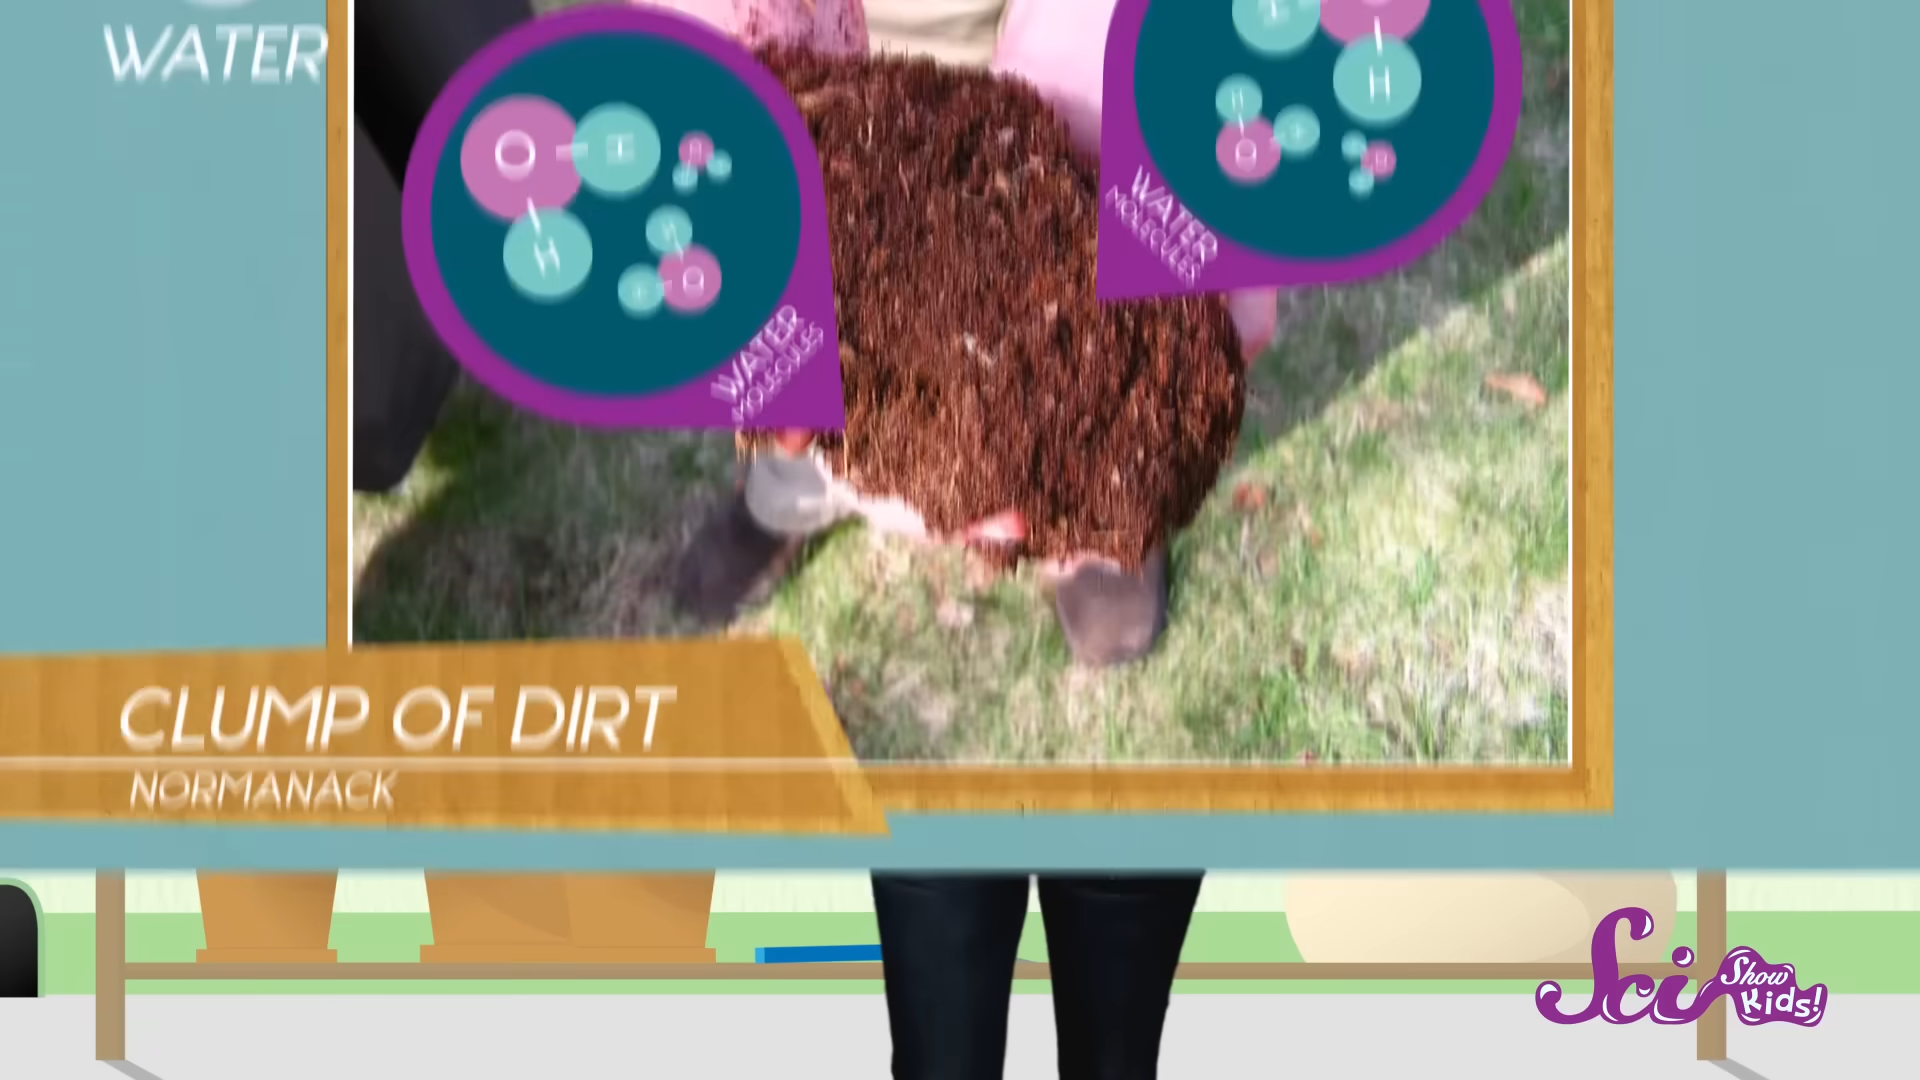 WATER
O
H
H
O
WATER
MOLECULES
H
H
O
WATER
MOLECULES
CLUMP OF DIRT
NORMANACK
Sci
Show
Kids!